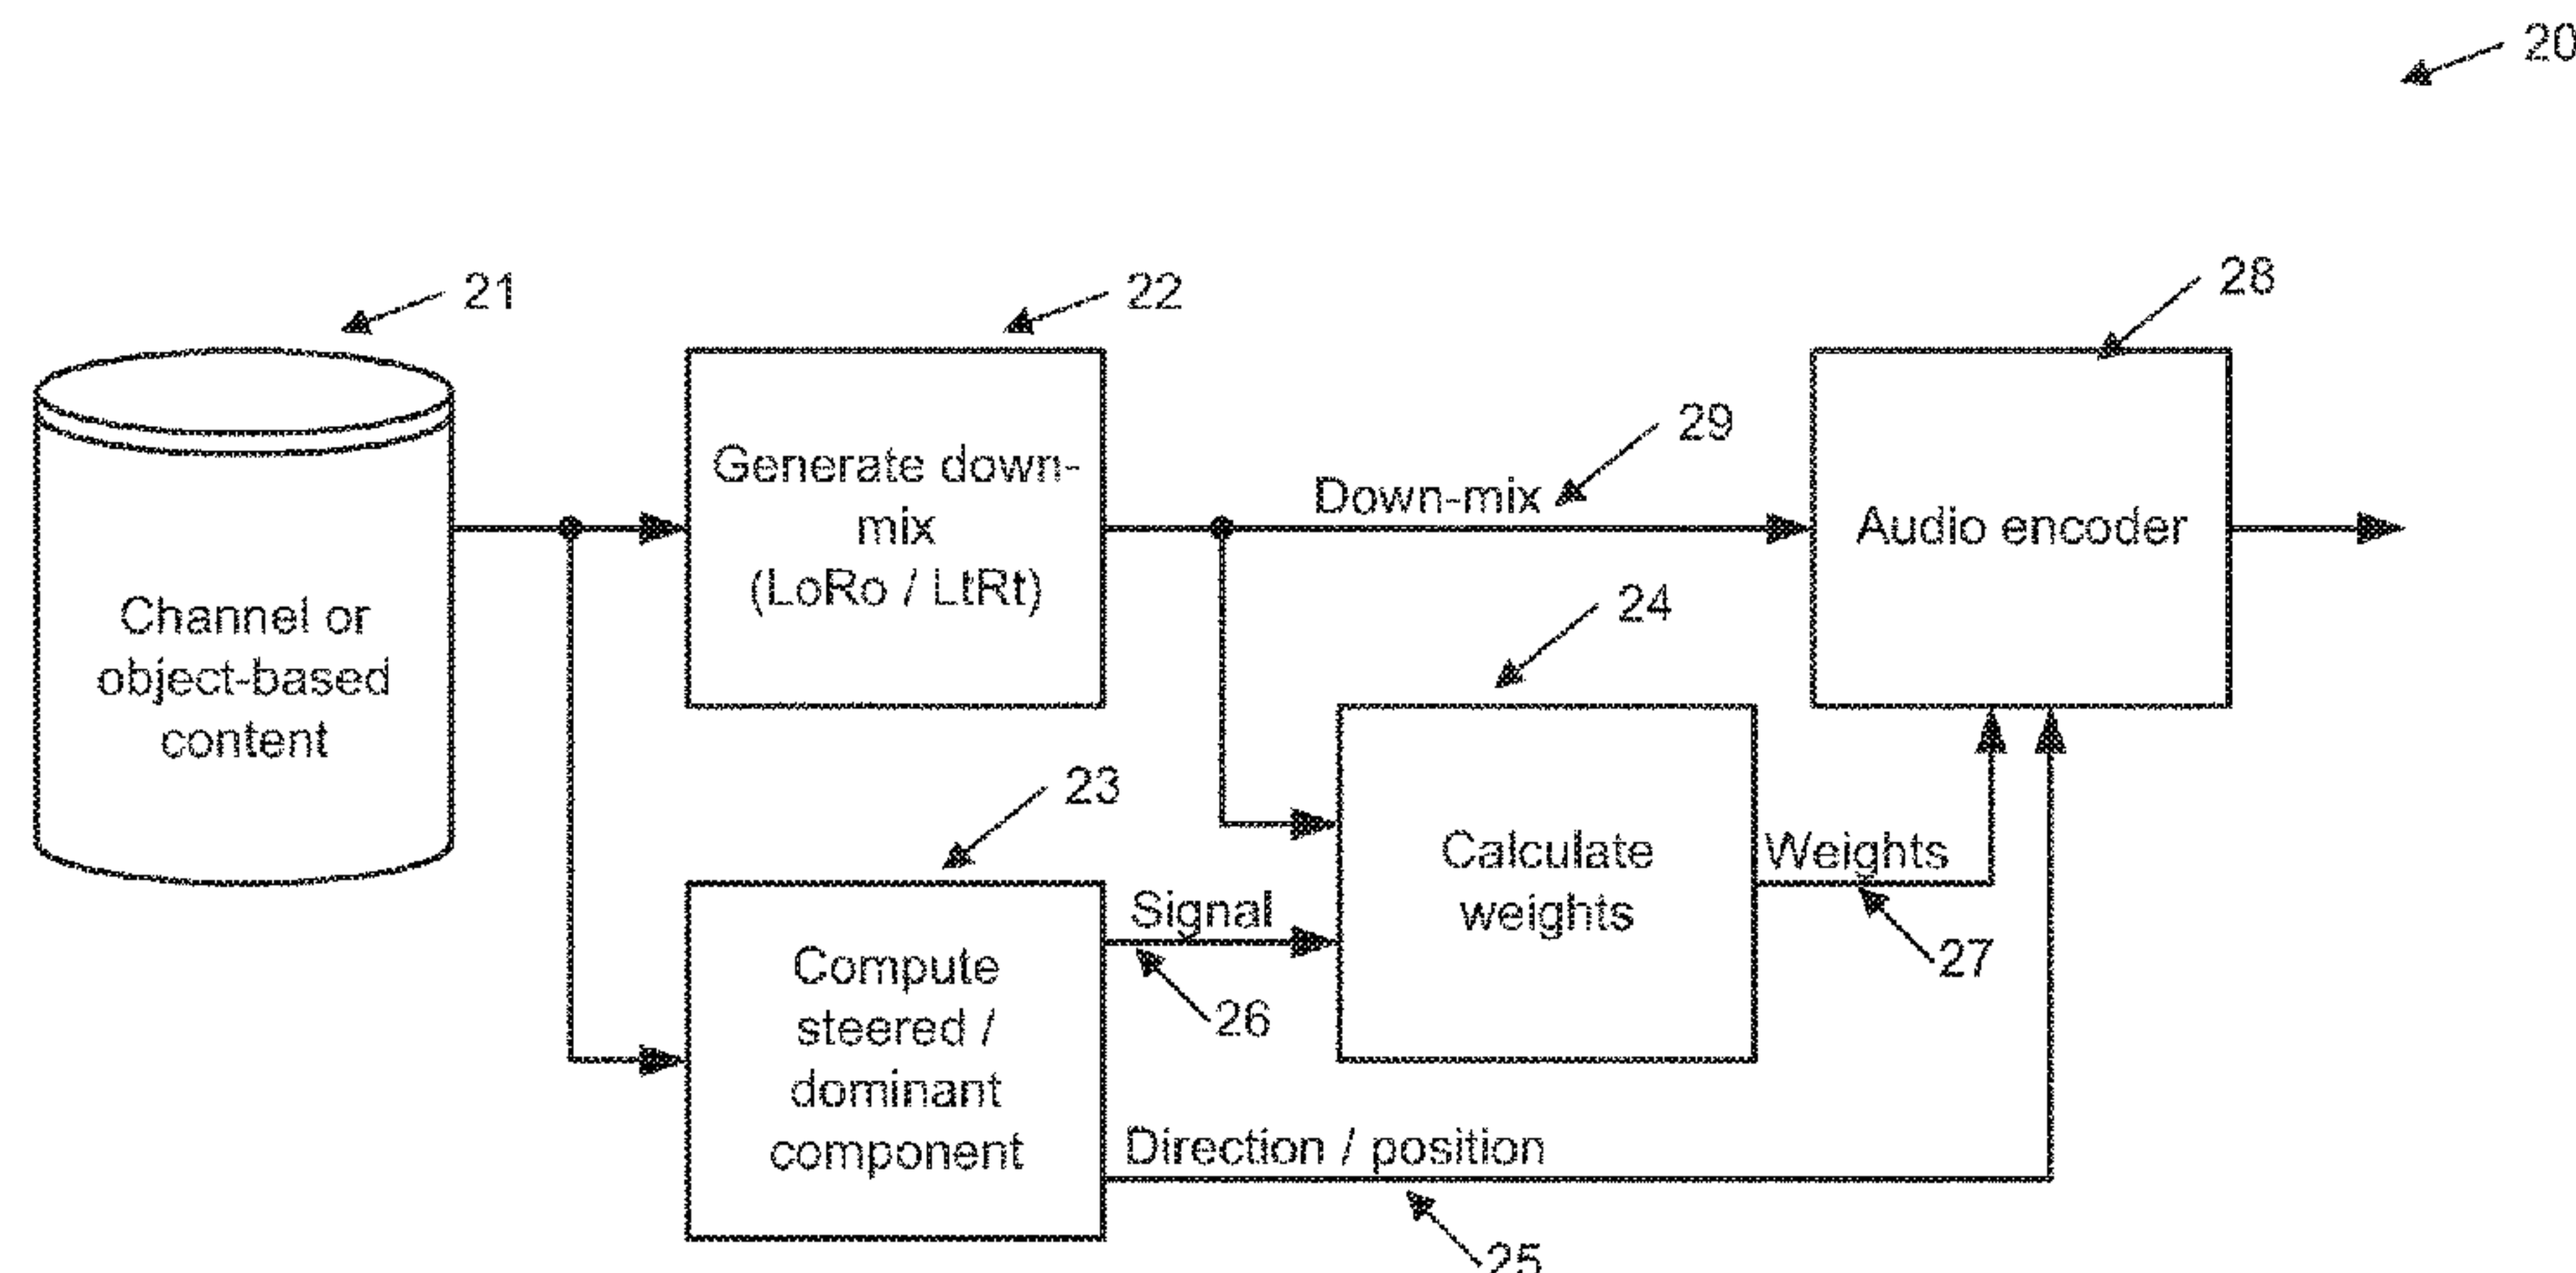 20
21
22
28
29
Generate down-
mix
(LoRo / LtRt)
Down-mix
Audio encoder
Channel or
object-based
content
24
23
Calculate
weights
Weights
Signal
27
26
Compute
steered /
dominant
component
Direction / position
25